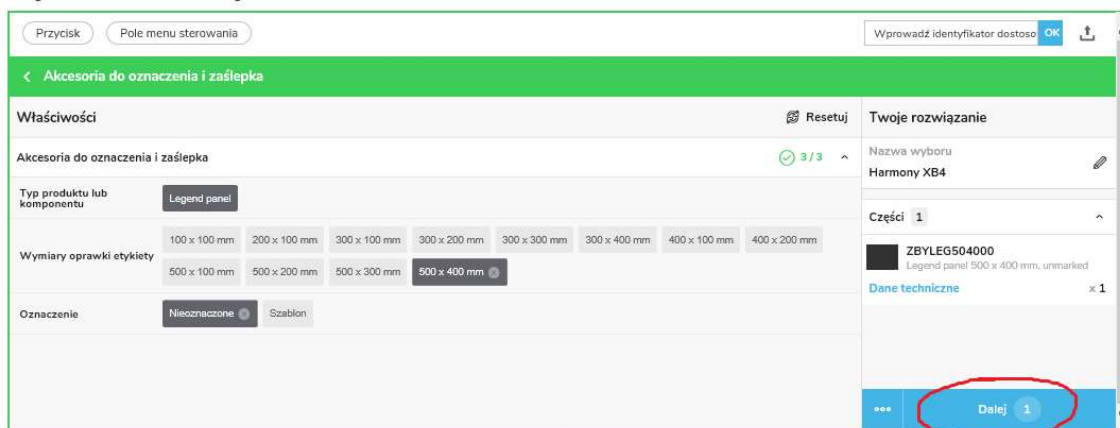 Przycisk Pole menu sterowania Wprowadź identyfikator dostoso OK
Akcesoria do oznaczenia i zaślepka
Właściwości Resetuj Twoje rozwiązanie
Akcesoria do oznaczenia i zaślepka 3 / 3
Nazwa wyboru
Harmony XB4
Typ produktu lub
komponentu
Legend panel
Części 1
Wymiary oprawki etykiety
100 x 100 mm 200 x 100 mm 300 x 100 mm 300 x 200 mm 300 x 300 mm 300 x 400 mm 400 x 100 mm 400 x 200 mm
500 x 100 mm 500 x 200 mm 500 x 300 mm 500 x 400 mm
ZBYLEG504000
Legend panel 500 x 400 mm, unmarked
Dane techniczne x 1
Oznaczenie Nieoznaczone Szablon
Dalej 1